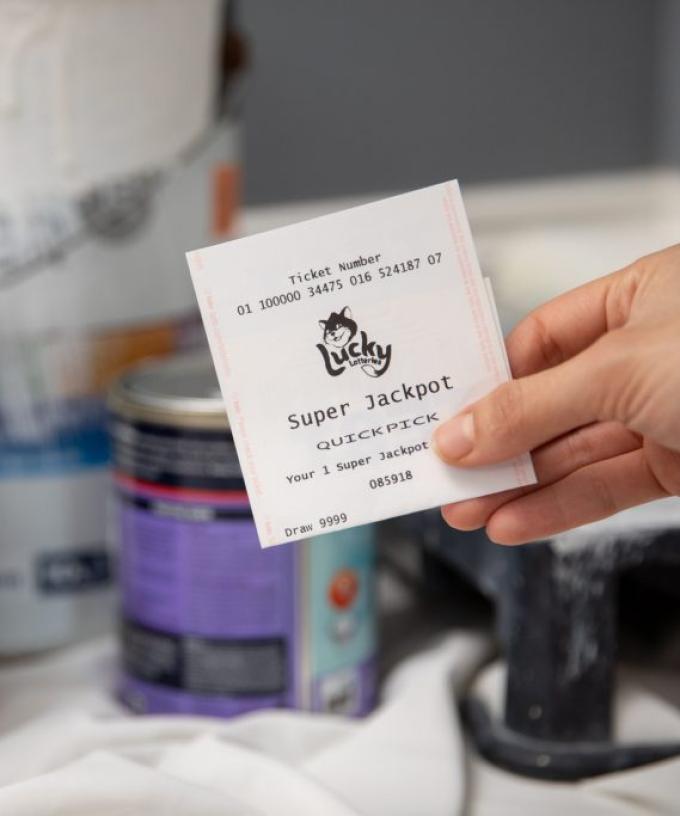 Ticket Number
01 100000 34475 016 524187 07
Lucky
Lotteries
Super Jackpot
QUICKPICK
Your 1 Super Jackpot
085918
Draw 9999